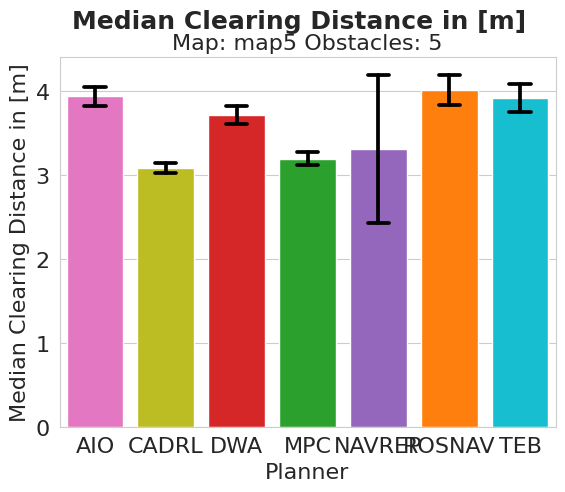 Median Clearing Distance in [m]
Map: map5 Obstacles: 5
Median Clearing Distance in [m]
4
3
2
1
0
AIO CADRL DWA MPC NAVREP ROSNAV TEB
Planner